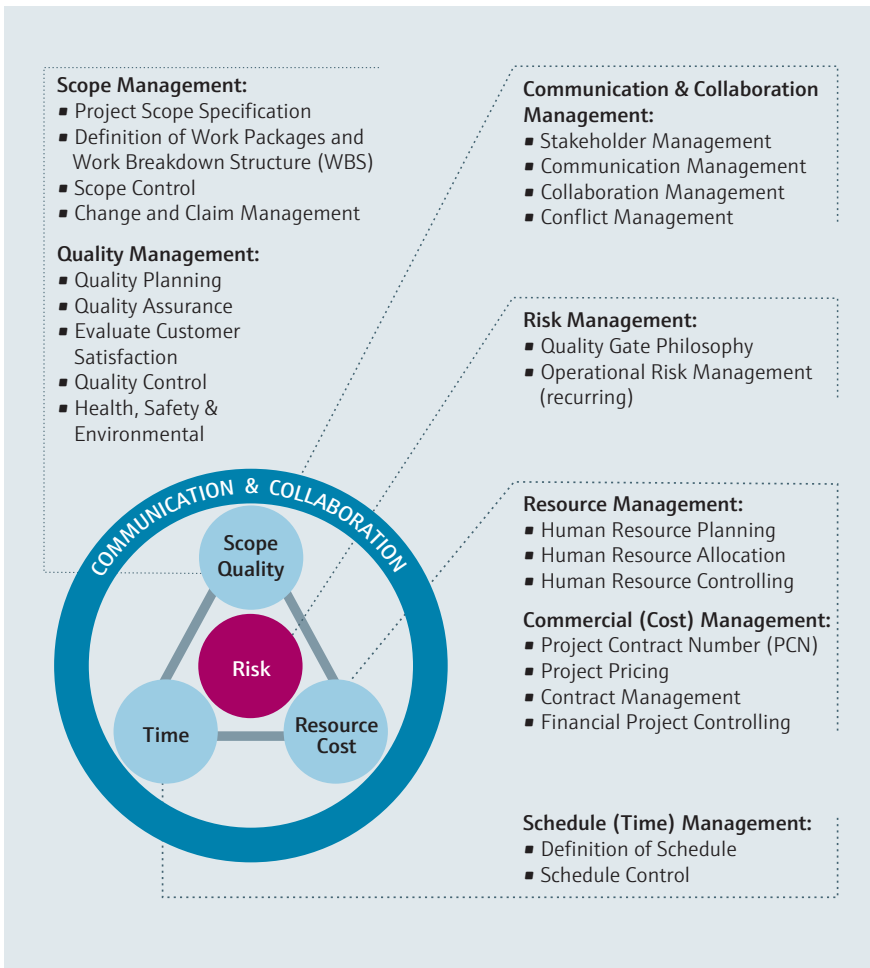 Scope Management:
▪ Project Scope Specification
▪ Definition of Work Packages and
Work Breakdown Structure (WBS)
▪ Scope Control
▪ Change and Claim Management
Quality Management:
▪ Quality Planning
▪ Quality Assurance
▪ Evaluate Customer
Satisfaction
▪ Quality Control
▪ Health, Safety &
Environmental
Communication & Collaboration
Management:
▪ Stakeholder Management
▪ Communication Management
▪ Collaboration Management
▪ Conflict Management
Risk Management:
▪ Quality Gate Philosophy
▪ Operational Risk Management
(recurring)
Resource Management:
▪ Human Resource Planning
▪ Human Resource Allocation
▪ Human Resource Controlling
Commercial (Cost) Management:
▪ Project Contract Number (PCN)
▪ Project Pricing
▪ Contract Management
▪ Financial Project Controlling
Schedule (Time) Management:
▪ Definition of Schedule
▪ Schedule Control
COMMUNICATION & COLLABORATION
Scope
Quality
Risk
Time
Resource
Cost